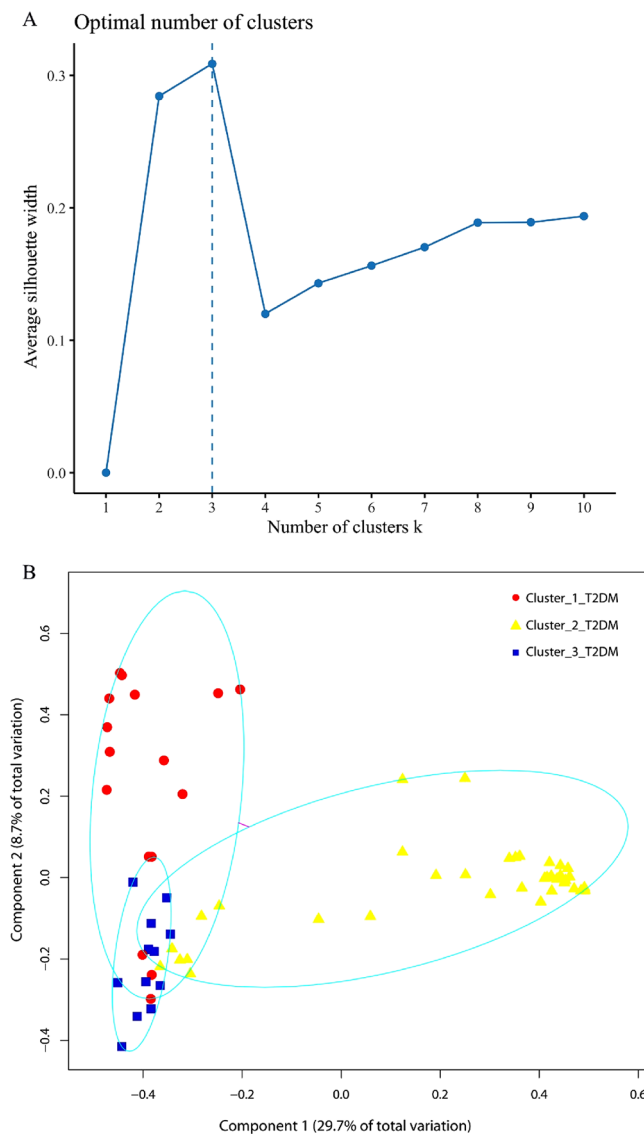 A
Optimal number of clusters
0.3
0.2
0.1
0.0
Average silhouette width
1 2 3 4 5 6 7 8 9 10
Number of clusters k
B
Cluster_1_T2DM
Cluster_2_T2DM
Cluster_3_T2DM
0.6
0.4
0.2
0.0
−0.2
−0.4
Component 2 (8.7% of total variation)
−0.4 −0.2 0.0 0.2 0.4 0.6
Component 1 (29.7% of total variation)